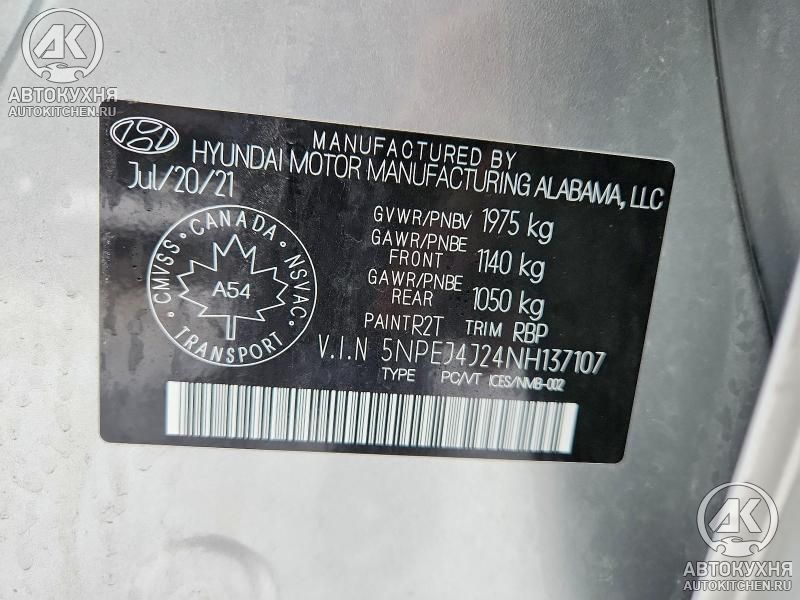 AK
АВТОКУХНЯ
AUTOKITCHEN.RU
MANUFACTURED BY
HYUNDAI MOTOR MANUFACTURING ALABAMA, LLC
Jul/20/21
GVWR/PNBV 1975 kg
GAWR/PNBE
FRONT 1140 kg
GAWR/PNBE
REAR 1050 kg
CANADA
CMVSS · NSVAC
A54
TRANSPORT
PAINT R2T TRIM RBP
V.I.N 5NPEJ4J24NH137107
TYPE PC/VT ICES/NMB-002
AK
АВТОКУХНЯ
AUTOKITCHEN.RU